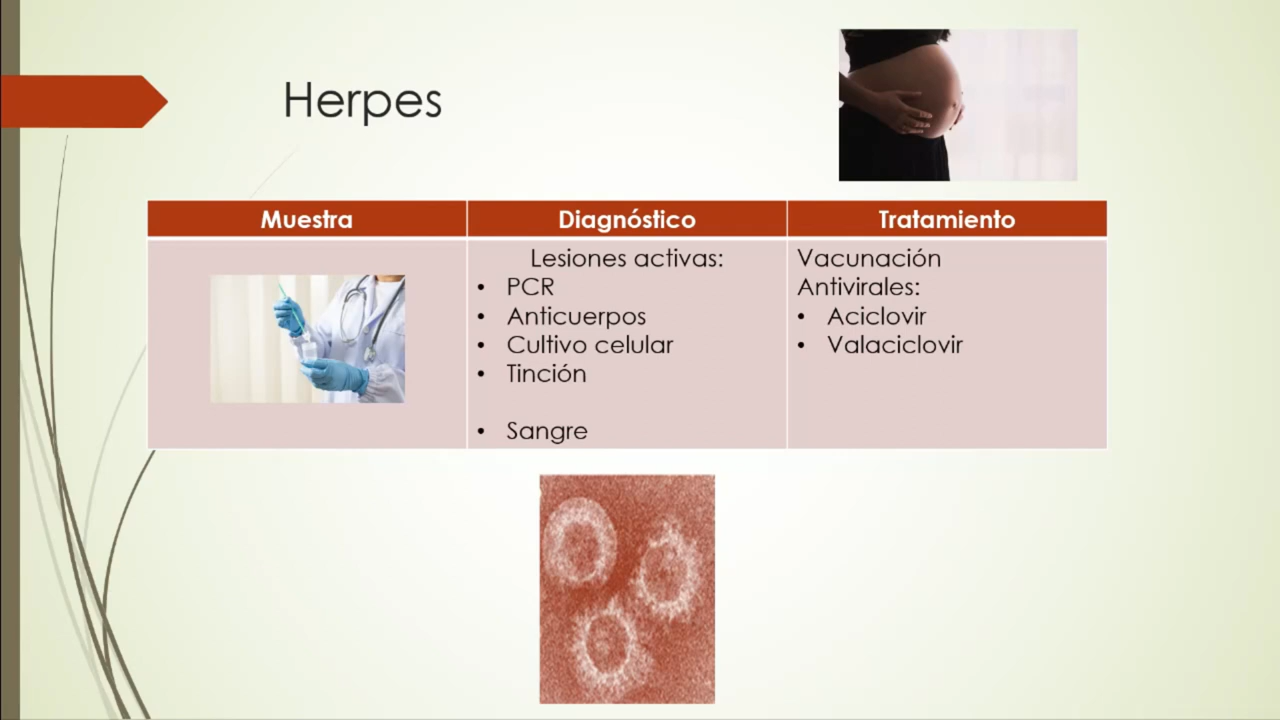 Herpes
Muestra
Diagnóstico
Tratamiento
Lesiones activas:
• PCR
• Anticuerpos
• Cultivo celular
• Tinción
• Sangre
Vacunación
Antivirales:
• Aciclovir
• Valaciclovir